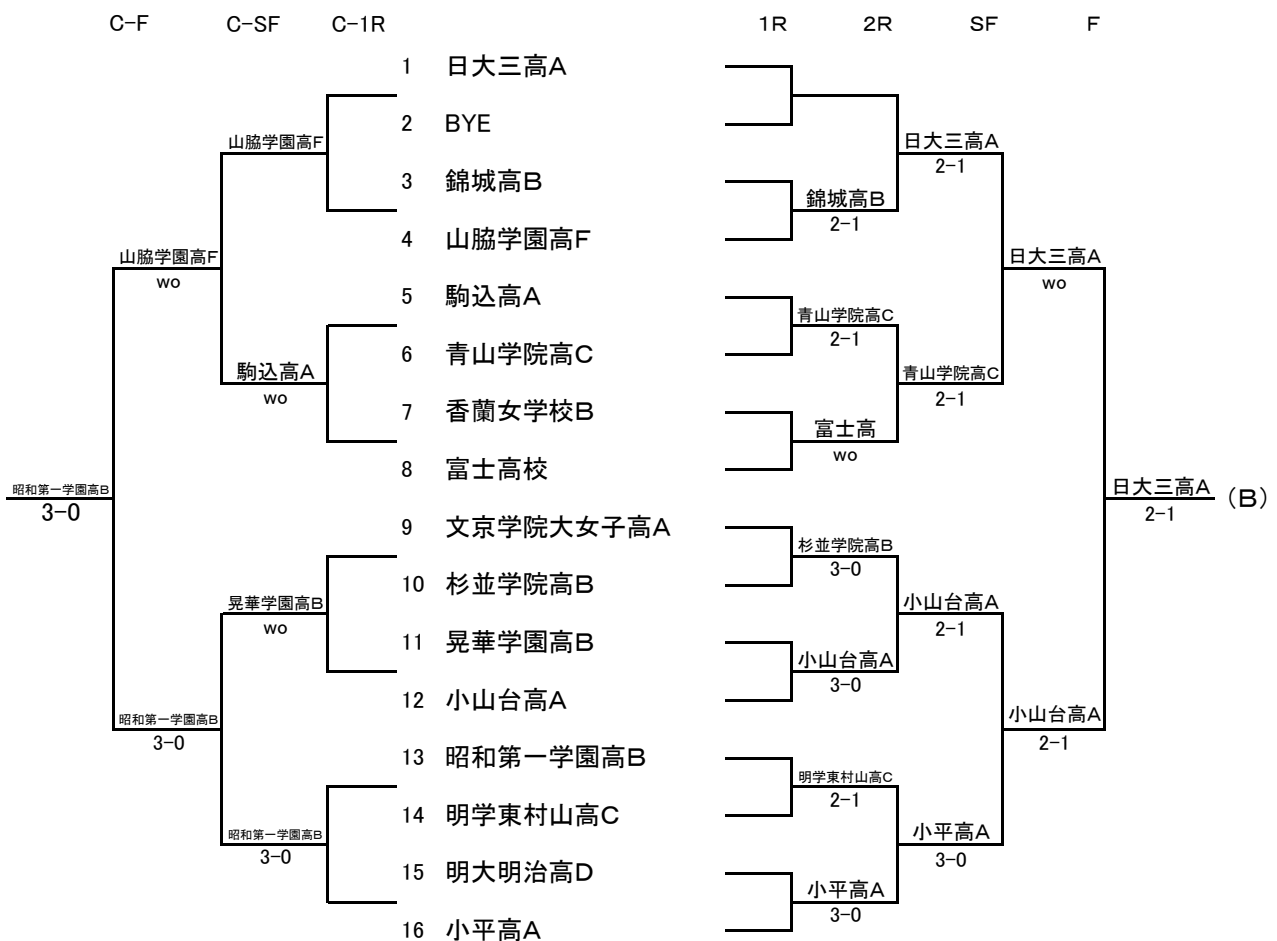 C-F C-SF C-1R 1R 2R SF F
1 日大三高A
2 BYE
山脇学園高F 日大三高A
2-1
3 錦城高B
錦城高B
2-1
4 山脇学園高F
山脇学園高F 日大三高A
wo wo
5 駒込高A
青山学院高C
2-1
6 青山学院高C
駒込高A 青山学院高C
wo 2-1
7 香蘭女学校B
富士高
wo
8 富士高校
昭和第一学園高B 日大三高A (B)
3-0 2-1
9 文京学院大女子高A
杉並学院高B
3-0
10 杉並学院高B
晃華学園高B 小山台高A
wo 2-1
11 晃華学園高B
小山台高A
3-0
12 小山台高A
昭和第一学園高B 小山台高A
3-0 2-1
13 昭和第一学園高B
明学東村山高C
2-1
14 明学東村山高C
昭和第一学園高B 小平高A
3-0 3-0
15 明大明治高D
小平高A
3-0
16 小平高A